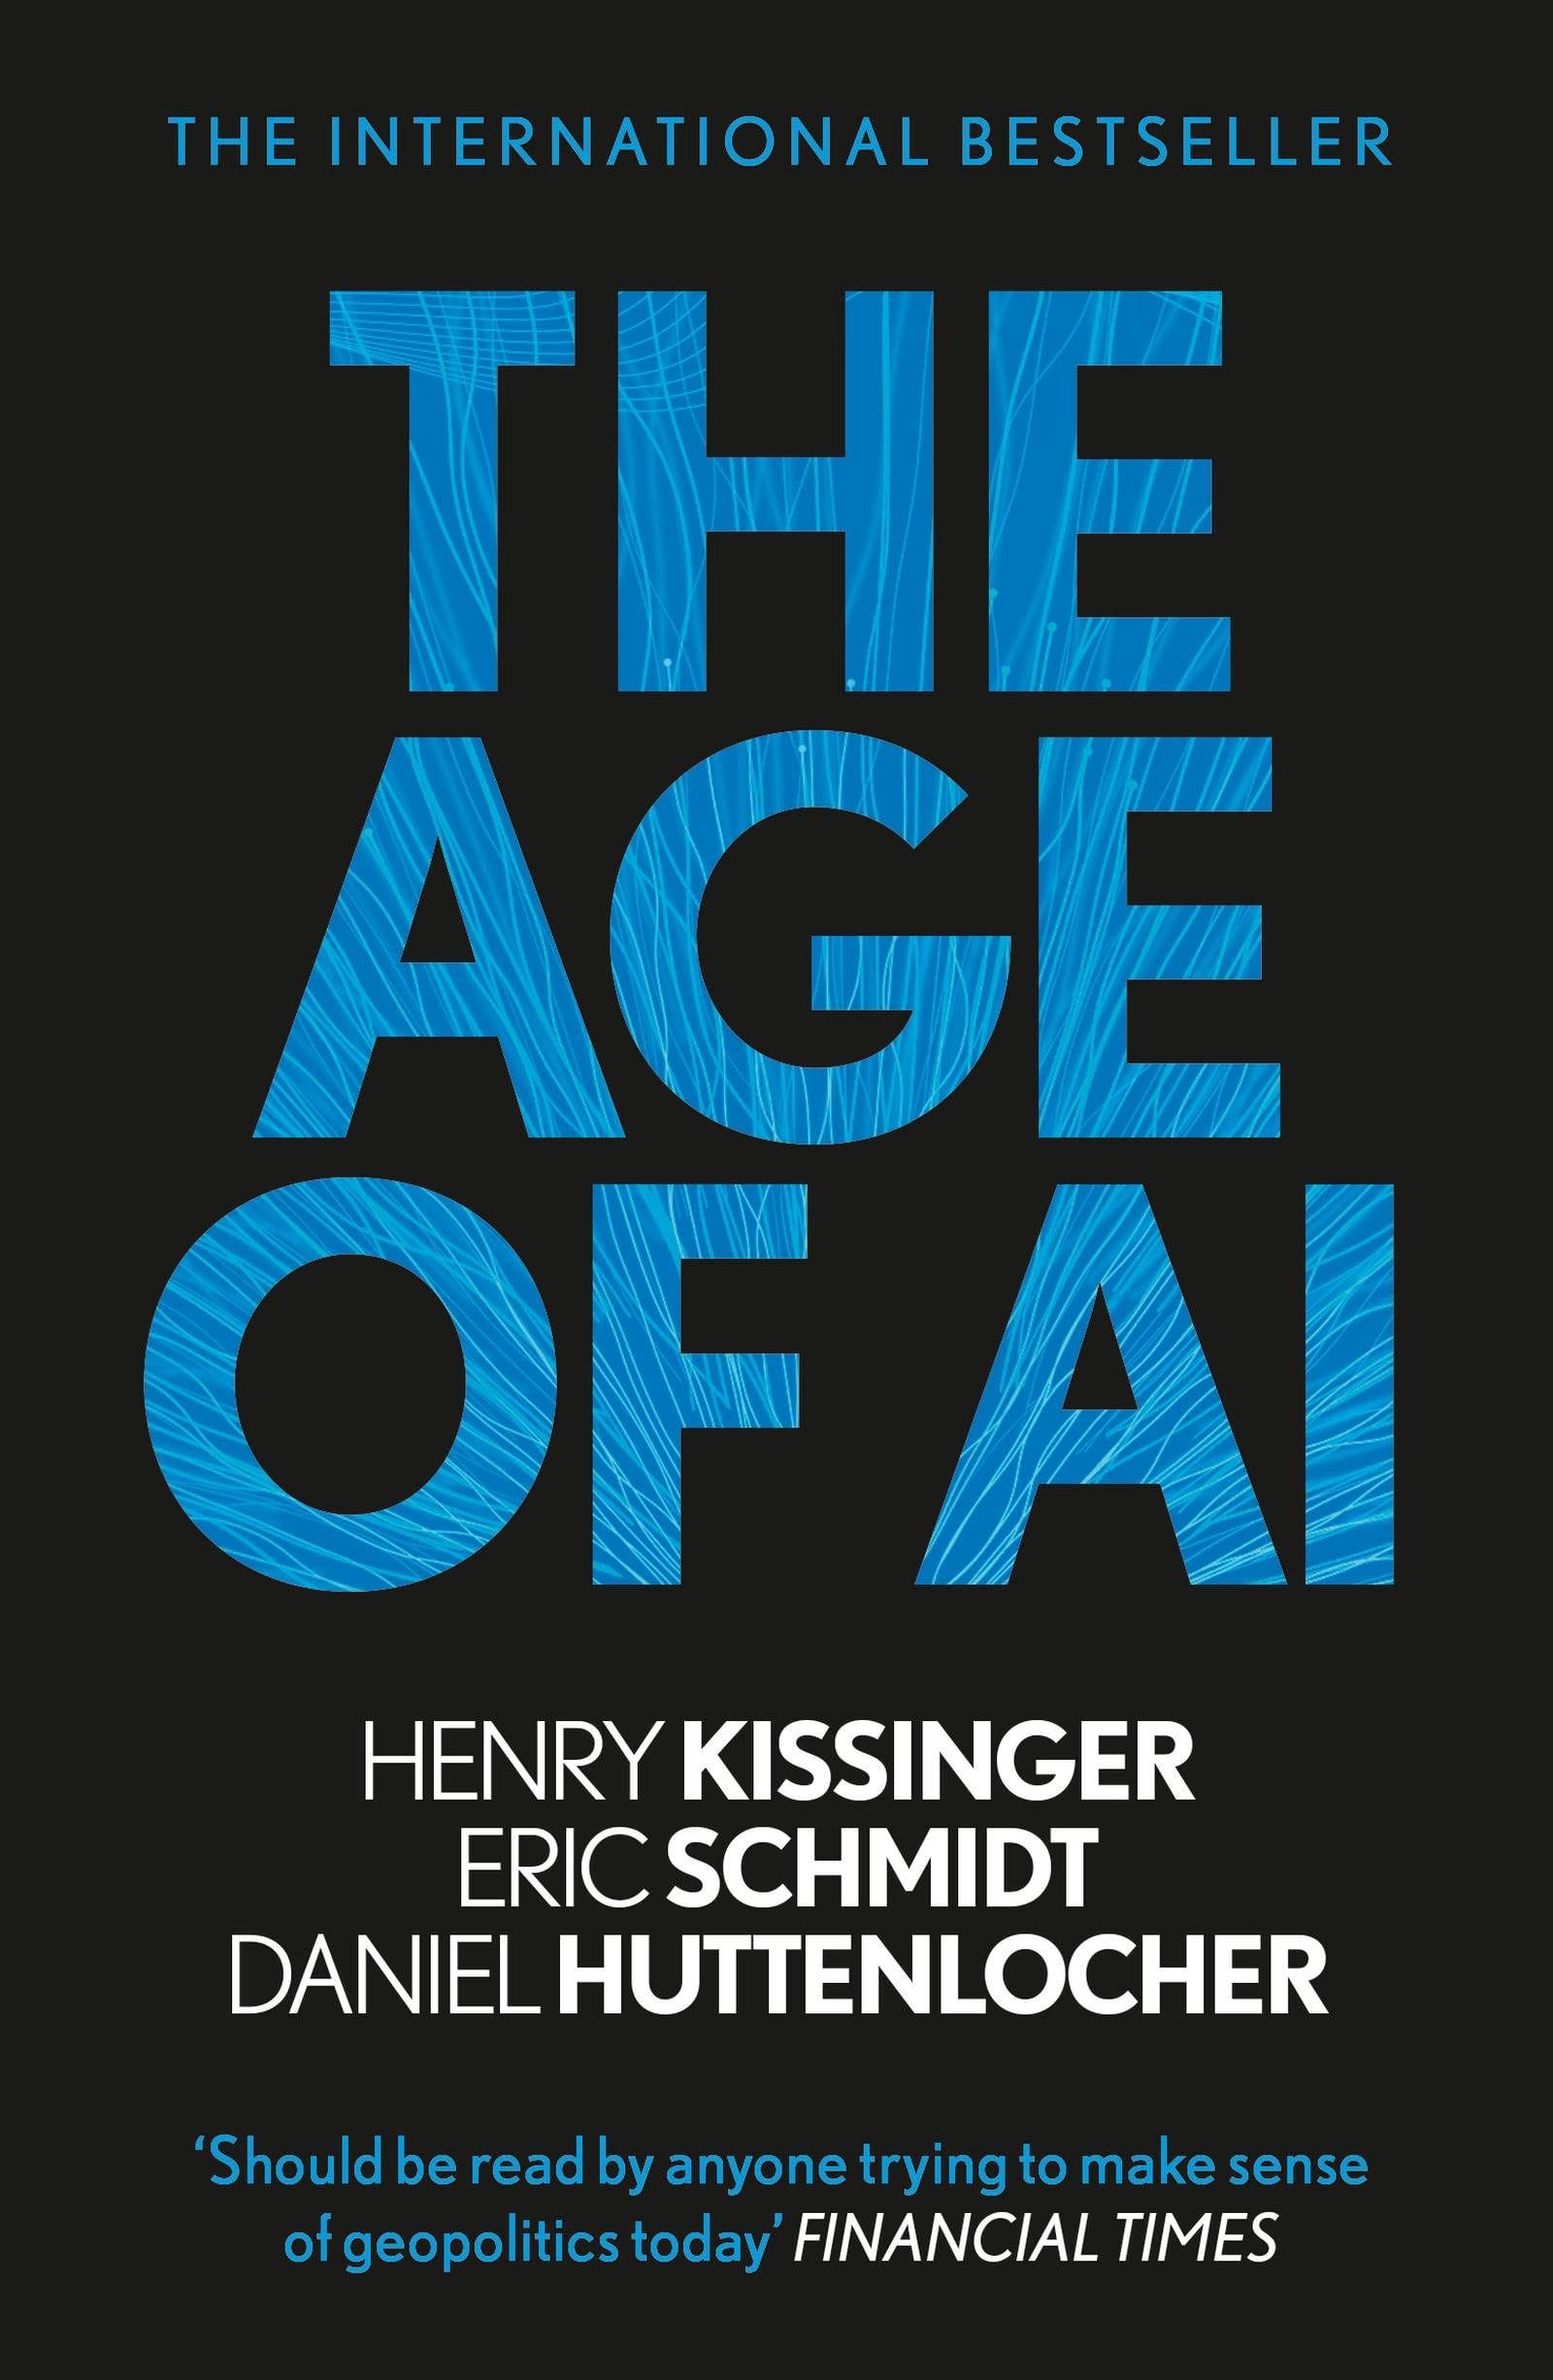 THE INTERNATIONAL BESTSELLER
THE
AGE
OF AI
HENRY KISSINGER
ERIC SCHMIDT
DANIEL HUTTENLOCHER
‘Should be read by anyone trying to make sense
of geopolitics today’ FINANCIAL TIMES